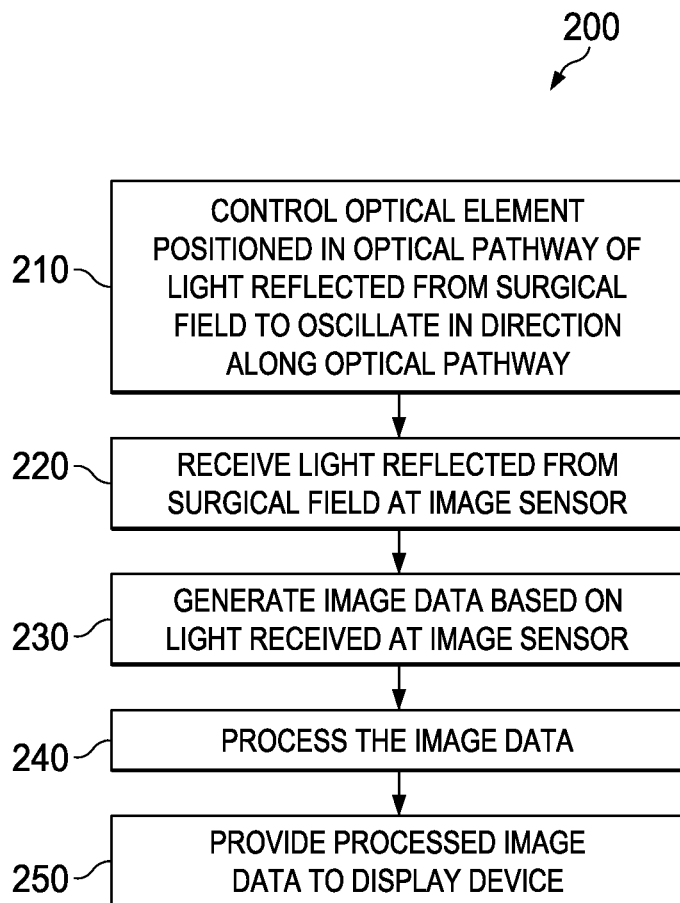 200
210
CONTROL OPTICAL ELEMENT
POSITIONED IN OPTICAL PATHWAY OF
LIGHT REFLECTED FROM SURGICAL
FIELD TO OSCILLATE IN DIRECTION
ALONG OPTICAL PATHWAY
220
RECEIVE LIGHT REFLECTED FROM
SURGICAL FIELD AT IMAGE SENSOR
230
GENERATE IMAGE DATA BASED ON
LIGHT RECEIVED AT IMAGE SENSOR
240
PROCESS THE IMAGE DATA
250
PROVIDE PROCESSED IMAGE
DATA TO DISPLAY DEVICE